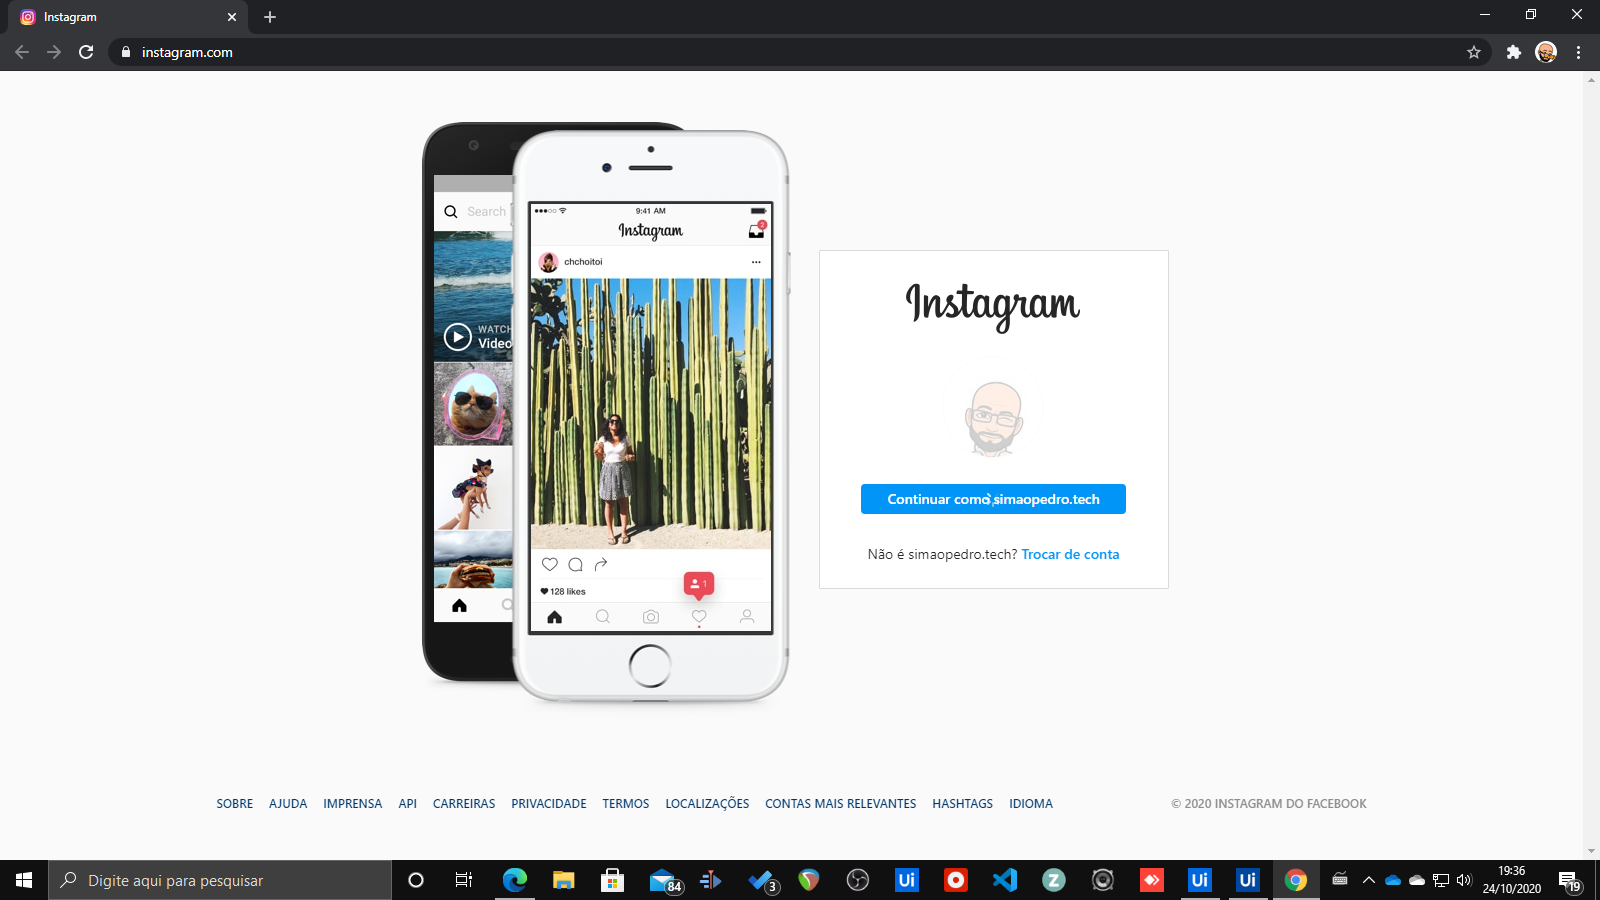 Instagram
instagram.com
Search
WATCH
Video
9:41 AM
Instagram
2
chchoitoi
128 likes
1
Instagram
Continuar como simaopedro.tech
Não é simaopedro.tech? Trocar de conta
SOBRE AJUDA IMPRENSA API CARREIRAS PRIVACIDADE TERMOS LOCALIZAÇÕES CONTAS MAIS RELEVANTES HASHTAGS IDIOMA © 2020 INSTAGRAM DO FACEBOOK
Digite aqui para pesquisar
84
3
Ui
Z
Ui
Ui
19:36
24/10/2020
19